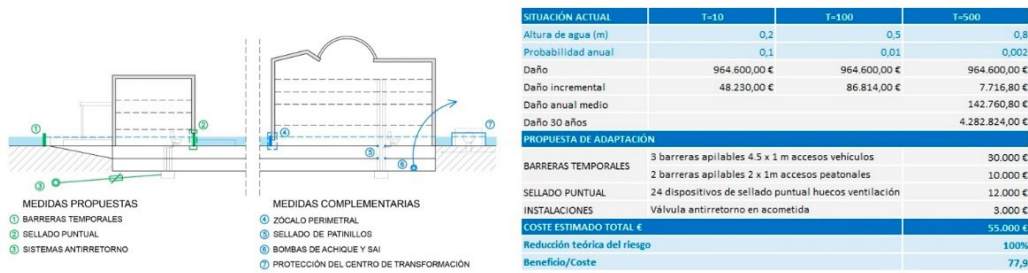 1
2
3
4
5
6
7
MEDIDAS PROPUESTAS
1 BARRERAS TEMPORALES
2 SELLADO PUNTUAL
3 SISTEMAS ANTIRRETORNO
MEDIDAS COMPLEMENTARIAS
4 ZÓCALO PERIMETRAL
5 SELLADO DE PATINILLOS
6 BOMBAS DE ACHIQUE Y SAI
7 PROTECCIÓN DEL CENTRO DE TRANSFORMACIÓN
SITUACIÓN ACTUAL T=10 T=100 T=500
Altura de agua (m) 0,2 0,5 0,8
Probabilidad anual 0,1 0,01 0,002
Daño 964.600,00 € 964.600,00 € 964.600,00 €
Daño incremental 48.230,00 € 86.814,00 € 7.716,80 €
Daño anual medio 142.760,80 €
Daño 30 años 4.282.824,00 €
PROPUESTA DE ADAPTACIÓN
BARRERAS TEMPORALES 3 barreras apilables 4.5 x 1 m accesos vehículos 30.000 €
2 barreras apilables 2 x 1m accesos peatonales 10.000 €
SELLADO PUNTUAL 24 dispositivos de sellado puntual huecos ventilación 12.000 €
INSTALACIONES Válvula antirretorno en acometida 3.000 €
COSTE ESTIMADO TOTAL € 55.000 €
Reducción teórica del riesgo 100%
Beneficio/Coste 77,9